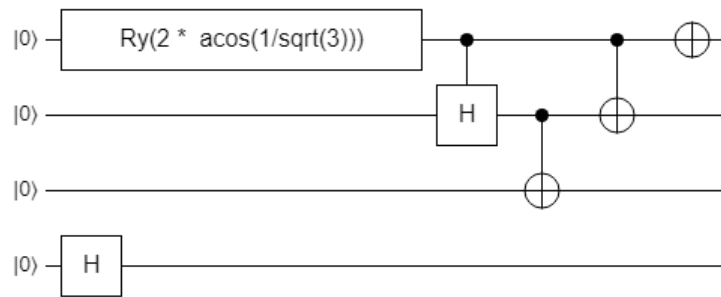 |0⟩ Ry(2 * acos(1/sqrt(3)))
|0⟩ H
|0⟩
|0⟩ H